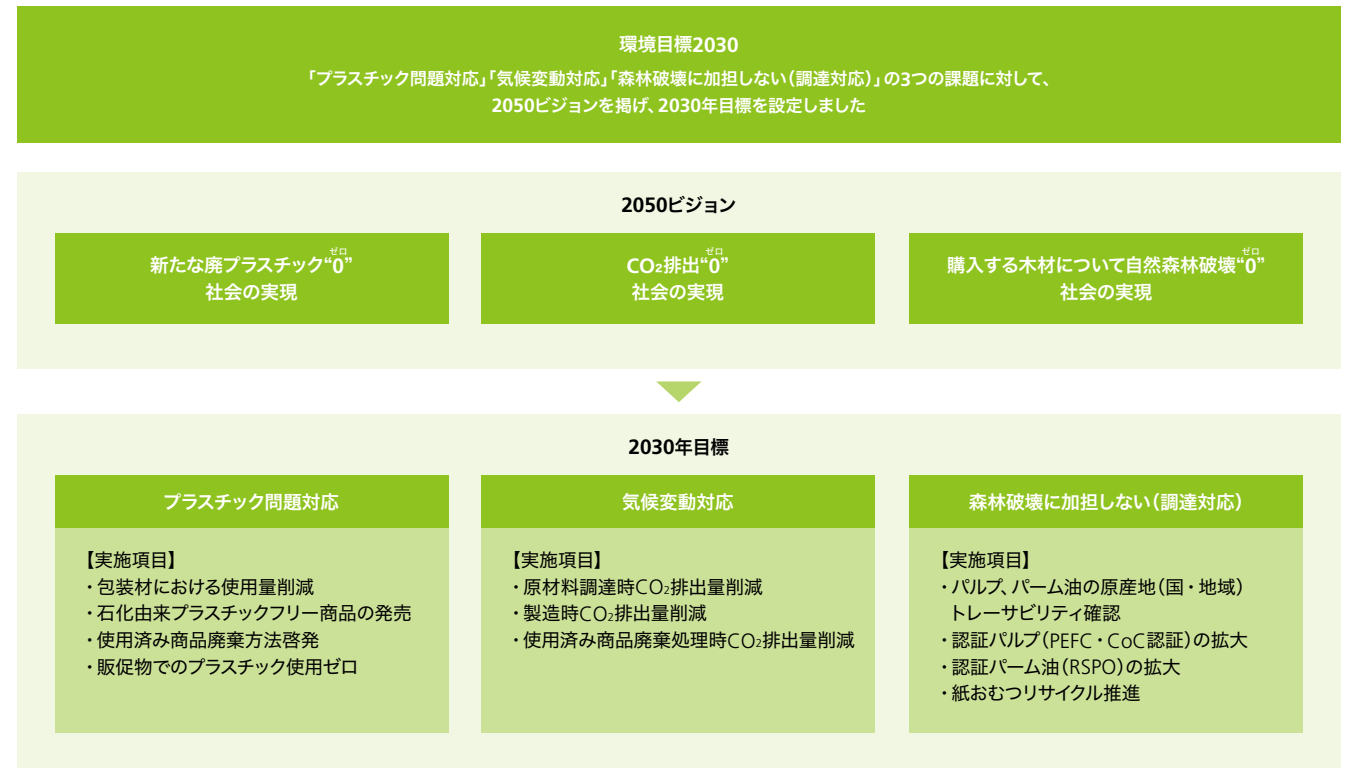 環境目標2030
「プラスチック問題対応」「気候変動対応」「森林破壊に加担しない（調達対応）」の3つの課題に対して、
2050ビジョンを掲げ、2030年目標を設定しました
2050ビジョン
ゼロ
新たな廃プラスチック“0”
社会の実現
ゼロ
CO₂排出“0”
社会の実現
ゼロ
購入する木材について自然森林破壊“0”
社会の実現
2030年目標
プラスチック問題対応
【実施項目】
・包装材における使用量削減
・石化由来プラスチックフリー商品の発売
・使用済み商品廃棄方法啓発
・販促物でのプラスチック使用ゼロ
気候変動対応
【実施項目】
・原材料調達時CO₂排出量削減
・製造時CO₂排出量削減
・使用済み商品廃棄処理時CO₂排出量削減
森林破壊に加担しない（調達対応）
【実施項目】
・パルプ、パーム油の原産地（国・地域）
トレーサビリティ確認
・認証パルプ（PEFC・CoC認証）の拡大
・認証パーム油（RSPO）の拡大
・紙おむつリサイクル推進